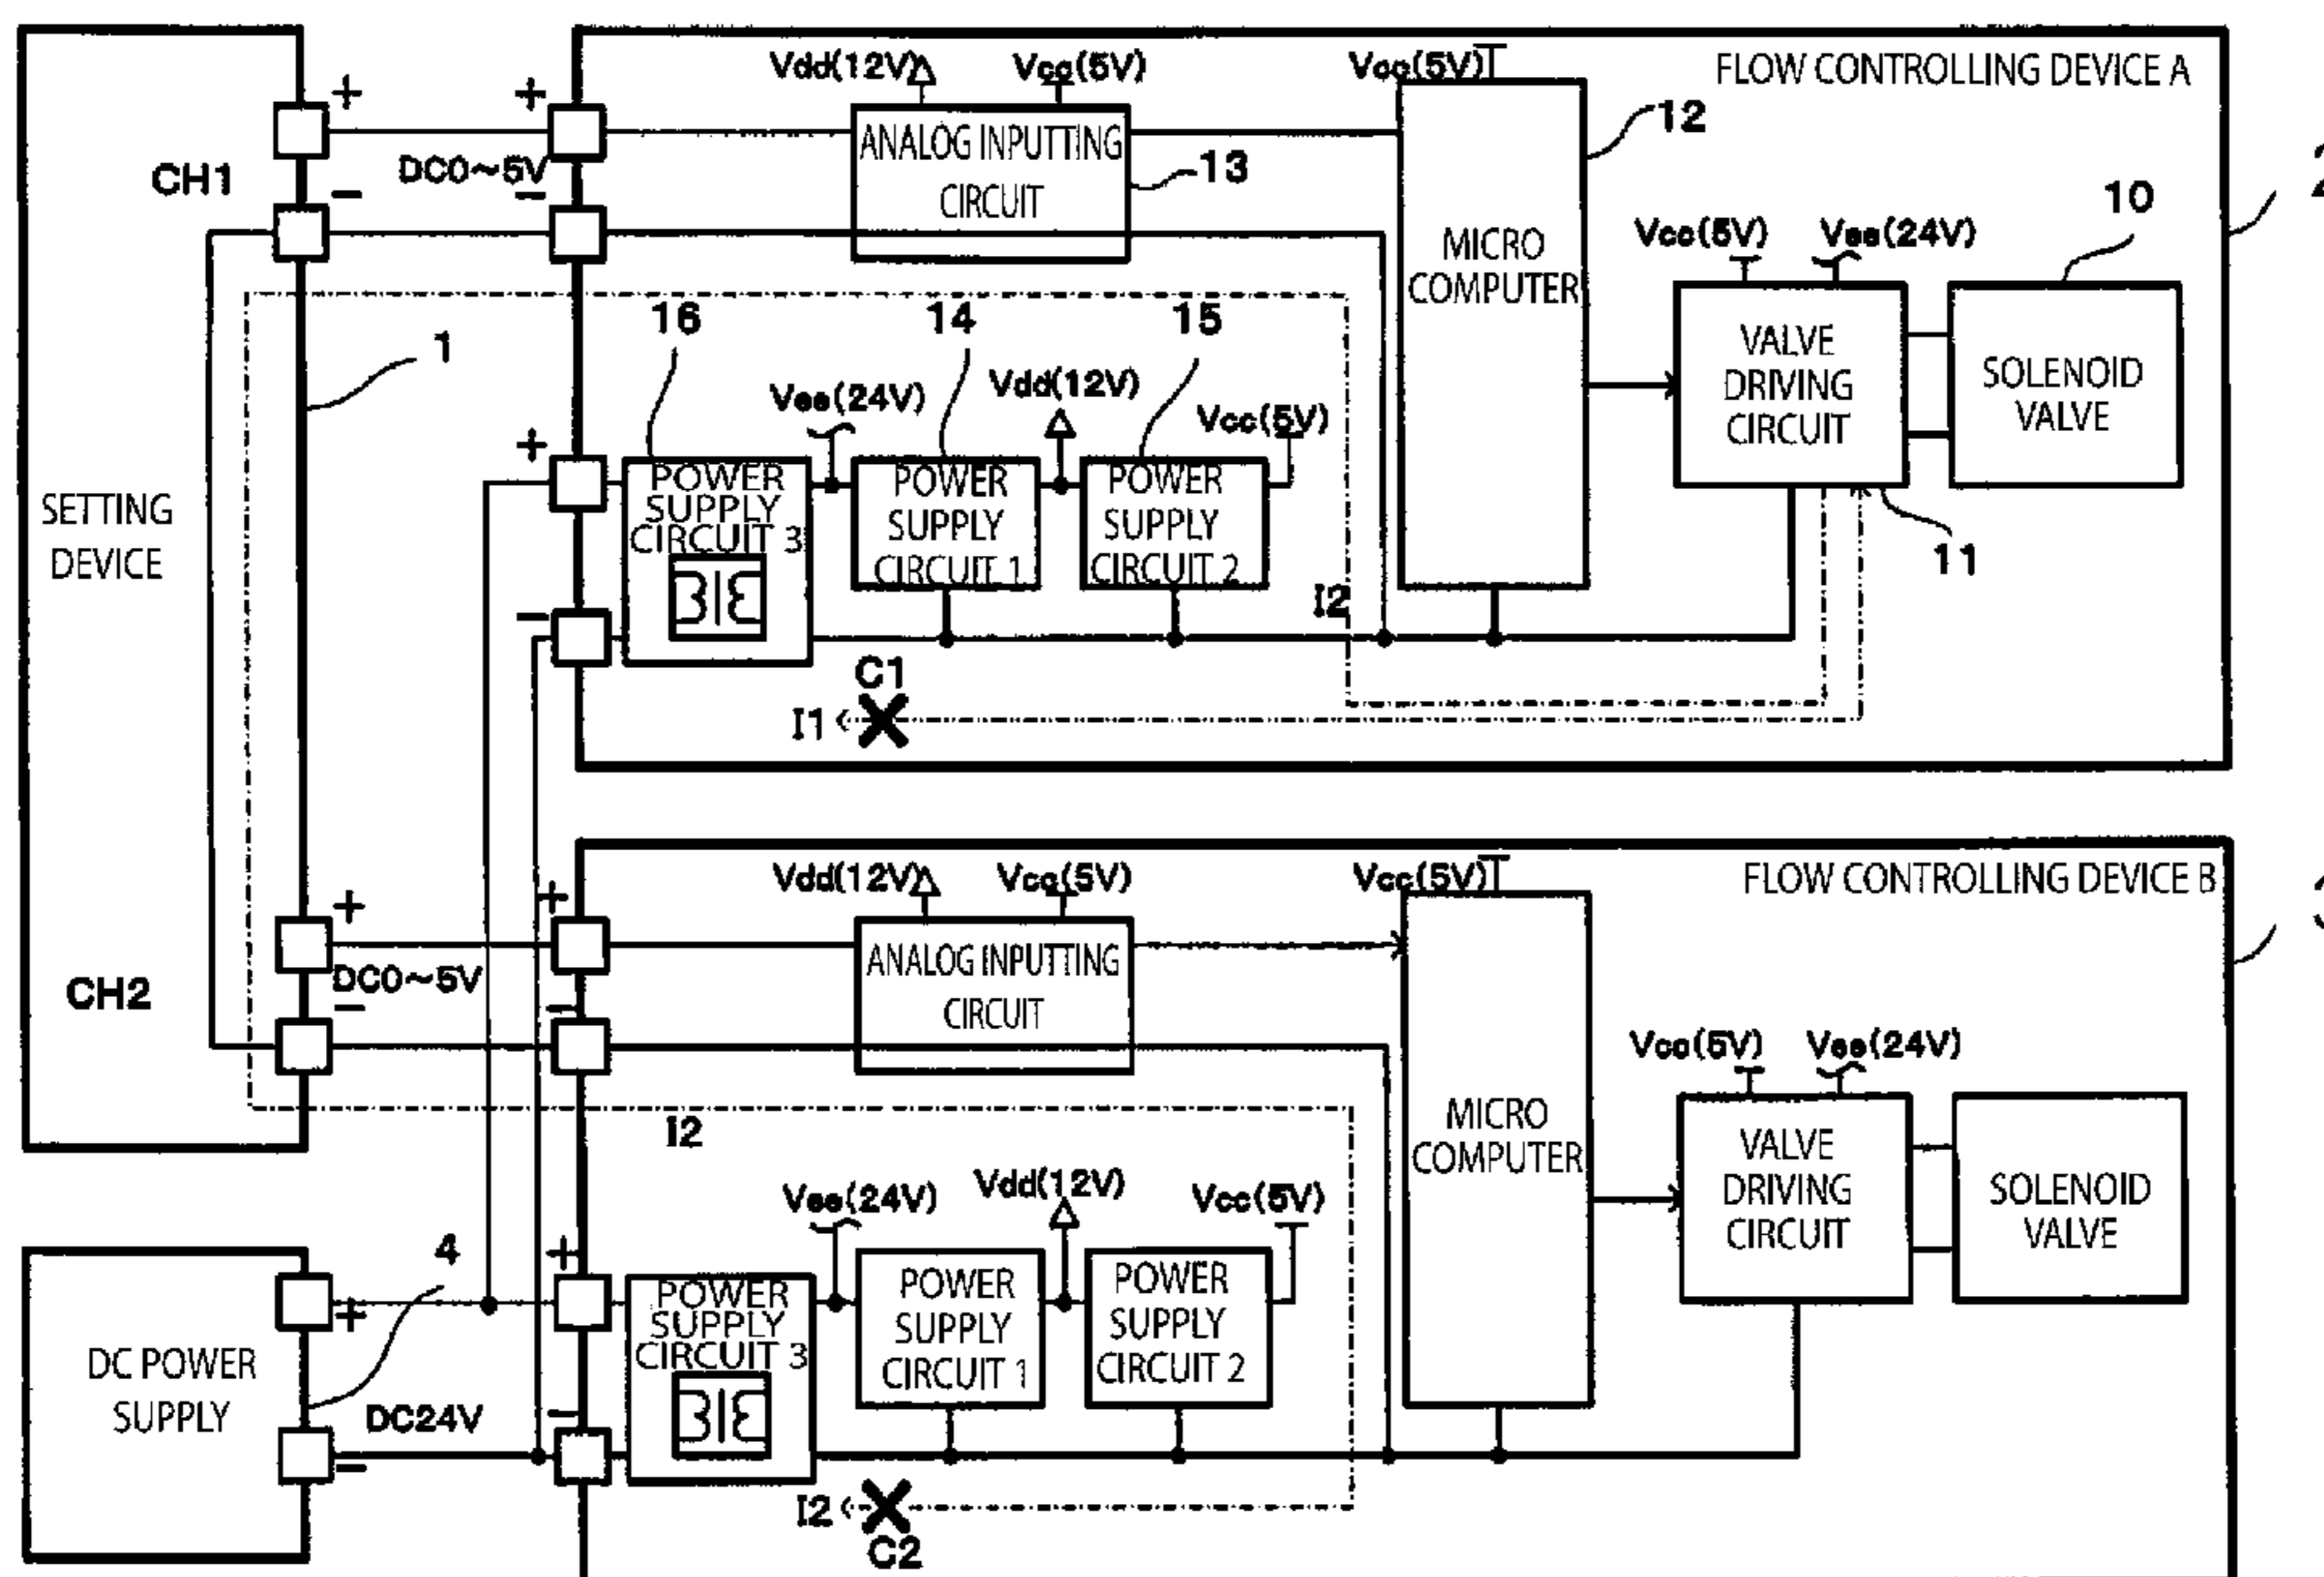 Vdd(12V)
Vcc(5V)
Vcc(5V)
FLOW CONTROLLING DEVICE A
+
+
12
ANALOG INPUTTING
CIRCUIT
13
CH1
DC0~5V
−
−
10
MICRO
COMPUTER
Vcc(5V)
Vee(24V)
16
14
15
1
VALVE
DRIVING
CIRCUIT
SOLENOID
VALVE
Vee(24V)
Vdd(12V)
Vcc(5V)
+
POWER
SUPPLY
CIRCUIT 3
POWER
SUPPLY
CIRCUIT 1
POWER
SUPPLY
CIRCUIT 2
SETTING
DEVICE
11
I2
−
C1
I1
Vdd(12V)
Vcc(5V)
Vcc(5V)
FLOW CONTROLLING DEVICE B
+
+
ANALOG INPUTTING
CIRCUIT
CH2
DC0~5V
−
−
MICRO
COMPUTER
Vcc(5V)
Vee(24V)
I2
VALVE
DRIVING
CIRCUIT
SOLENOID
VALVE
Vee(24V)
Vdd(12V)
Vcc(5V)
4
+
+
POWER
SUPPLY
CIRCUIT 3
POWER
SUPPLY
CIRCUIT 1
POWER
SUPPLY
CIRCUIT 2
DC POWER
SUPPLY
DC24V
−
−
I2
C2